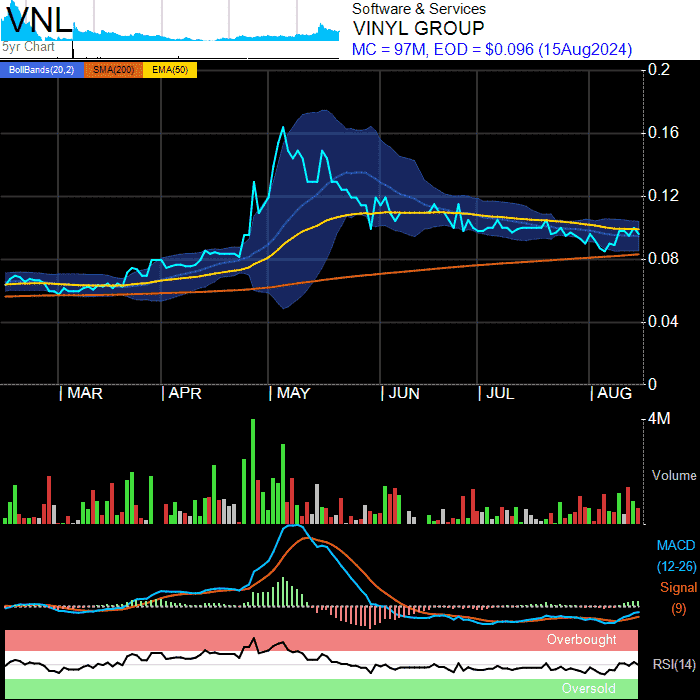 VNL
5yr Chart
Software & Services
VINYL GROUP
MC = 97M, EOD = $0.096 (15Aug2024)
BollBands(20,2) SMA(200) EMA(50)
0.2
0.16
0.12
0.08
0.04
0
MAR APR MAY JUN JUL AUG
4M
Volume
MACD
(12-26)
Signal
(9)
Overbought
RSI(14)
Oversold